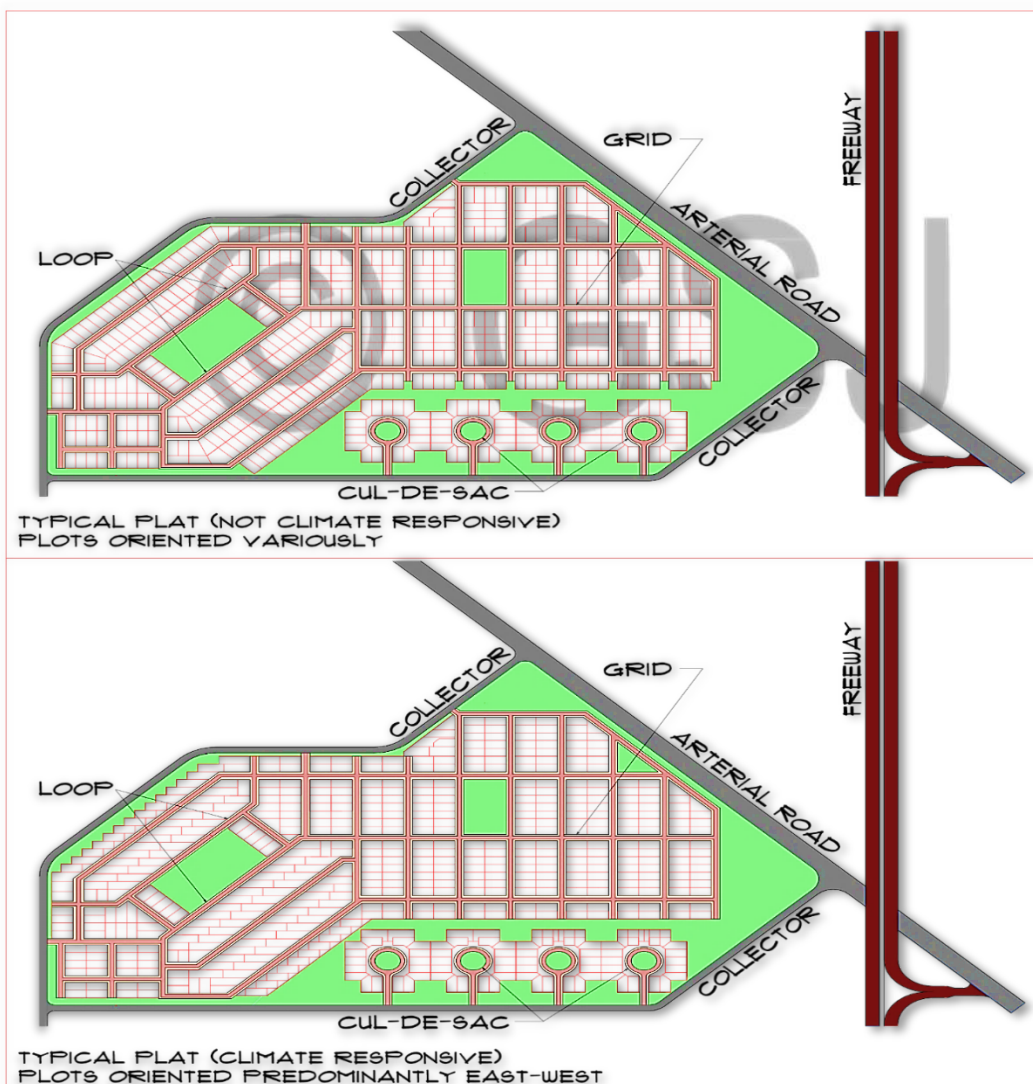 COLLECTOR
GRID
FREEWAY
ARTERIAL ROAD
LOOP
COLLECTOR
CUL-DE-SAC
TYPICAL PLAT (NOT CLIMATE RESPONSIVE)
PLOTS ORIENTED VARIOUSLY
© GSJ
COLLECTOR
GRID
FREEWAY
ARTERIAL ROAD
LOOP
COLLECTOR
CUL-DE-SAC
TYPICAL PLAT (CLIMATE RESPONSIVE)
PLOTS ORIENTED PREDOMINANTLY EAST-WEST